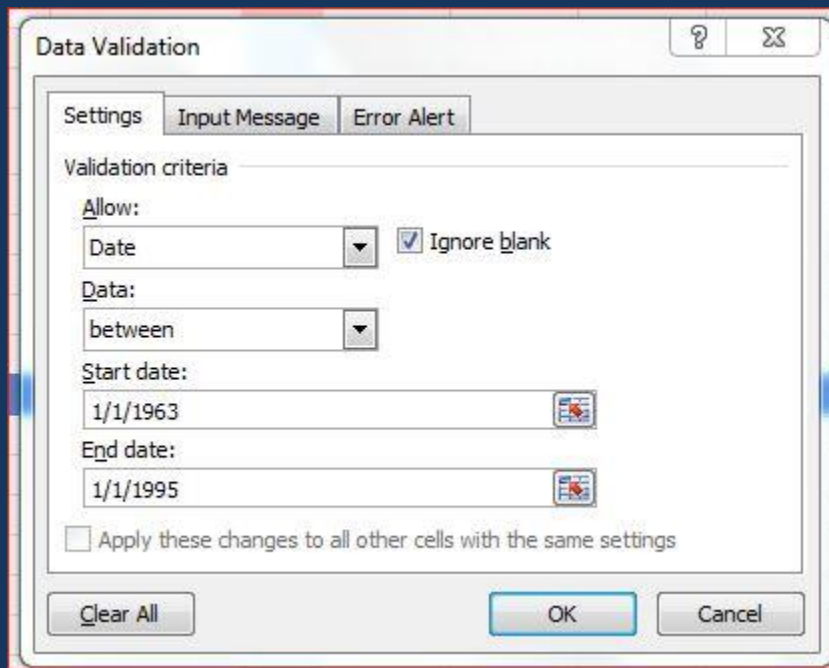 Data Validation
Settings Input Message Error Alert
Validation criteria
Allow:
Date Ignore blank
Data:
between
Start date:
1/1/1963
End date:
1/1/1995
Apply these changes to all other cells with the same settings
Clear All OK Cancel